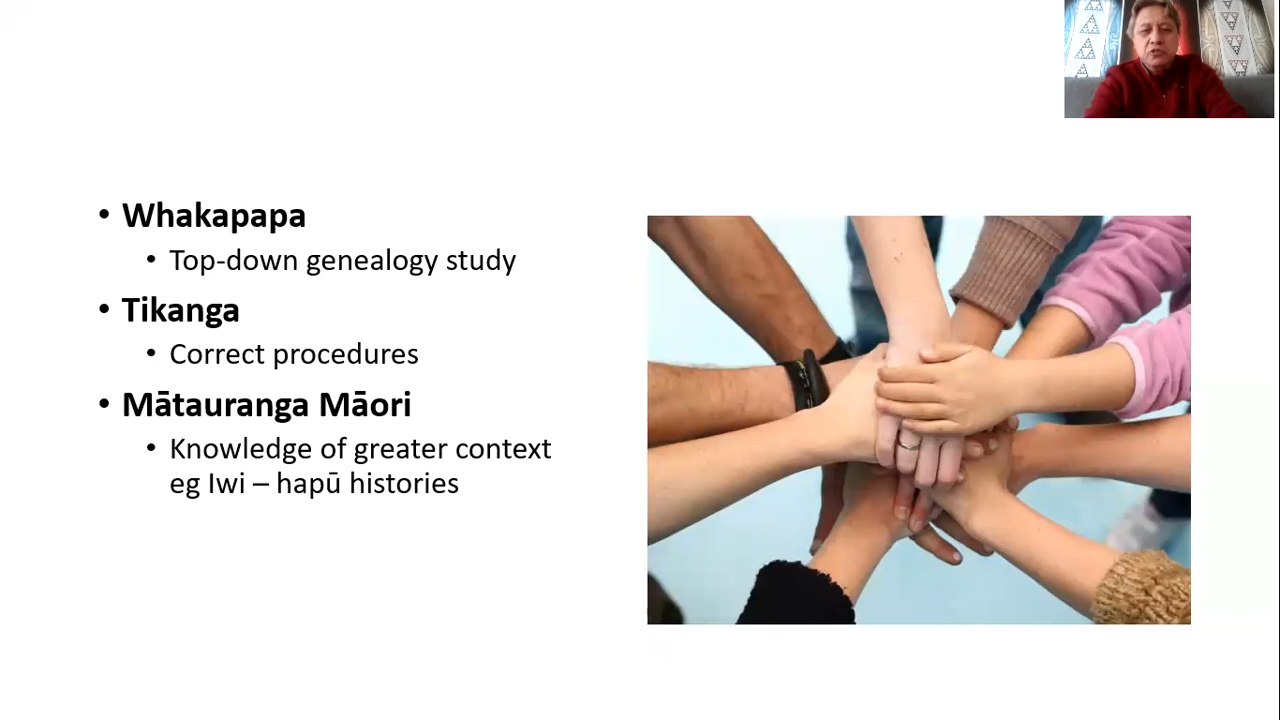 • Whakapapa
• Top-down genealogy study
• Tikanga
• Correct procedures
• Mātauranga Māori
• Knowledge of greater context
eg Iwi – hapū histories